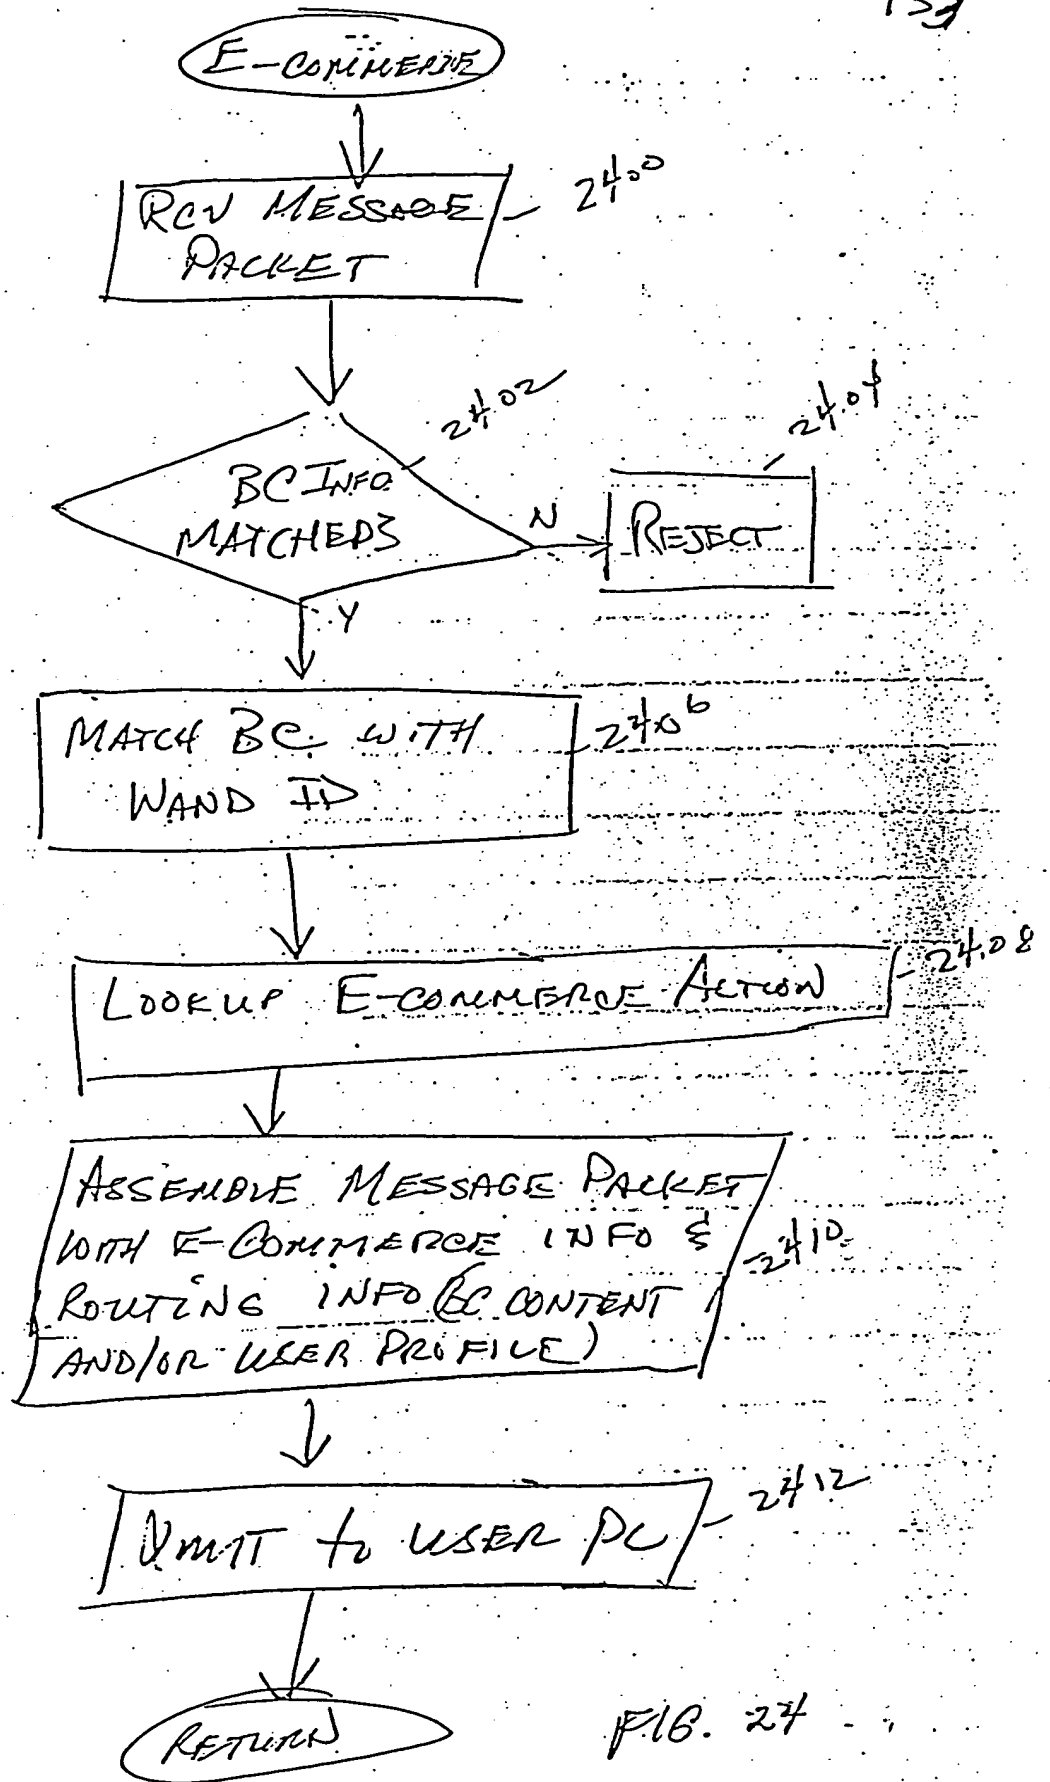 E-COMMERCE
RCV MESSAGE
PACKET
2400
BC INFO
MATCHED?
2402
N
REJECT
2404
Y
MATCH BC WITH
WAND ID
2406
LOOKUP E-COMMERCE ACTION
2408
ASSEMBLE MESSAGE PACKET
WITH E-COMMERCE INFO &
ROUTING INFO (BC CONTENT
AND/OR USER PROFILE)
2410
XMIT to USER PC
2412
RETURN
FIG. 24